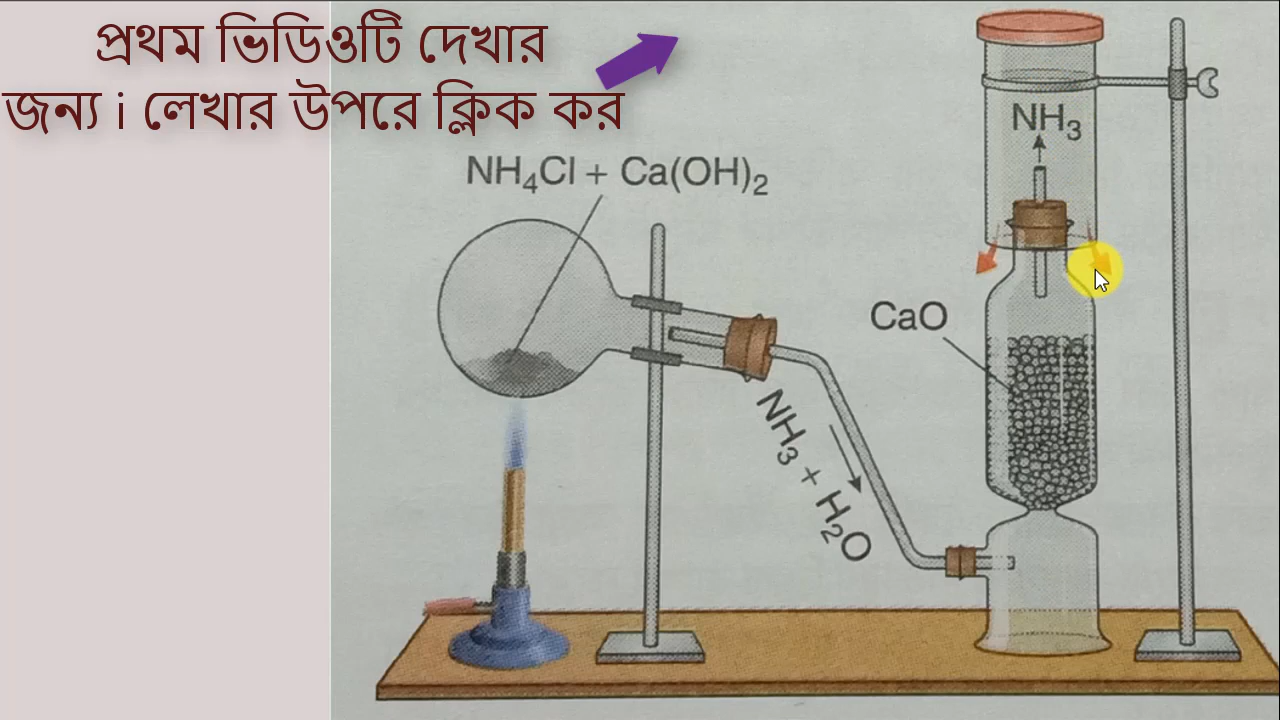 প্রথম ভিডিওটি দেখার
জন্য i লেখার উপরে ক্লিক কর
NH₃
NH₄Cl + Ca(OH)₂
CaO
NH₃ + H₂O